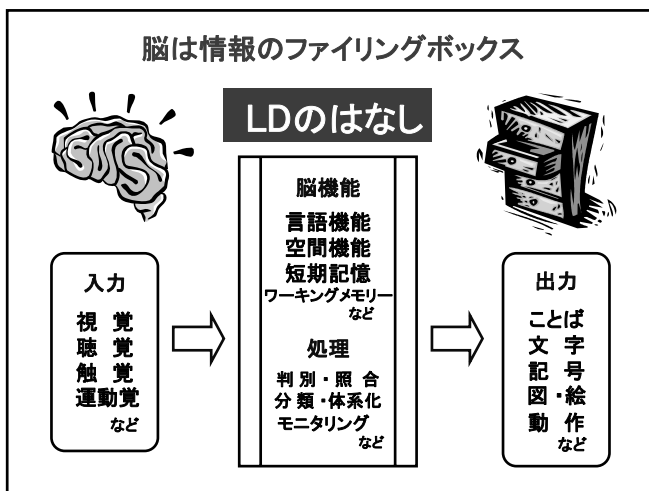 脳は情報のファイリングボックス
LDのはなし
入力
視 覚
聴 覚
触 覚
運動覚
など
脳機能
言語機能
空間機能
短期記憶
ワーキングメモリー
など
処理
判別・照 合
分類・体系化
モニタリング
など
出力
ことば
文 字
記 号
図・絵
動 作
など